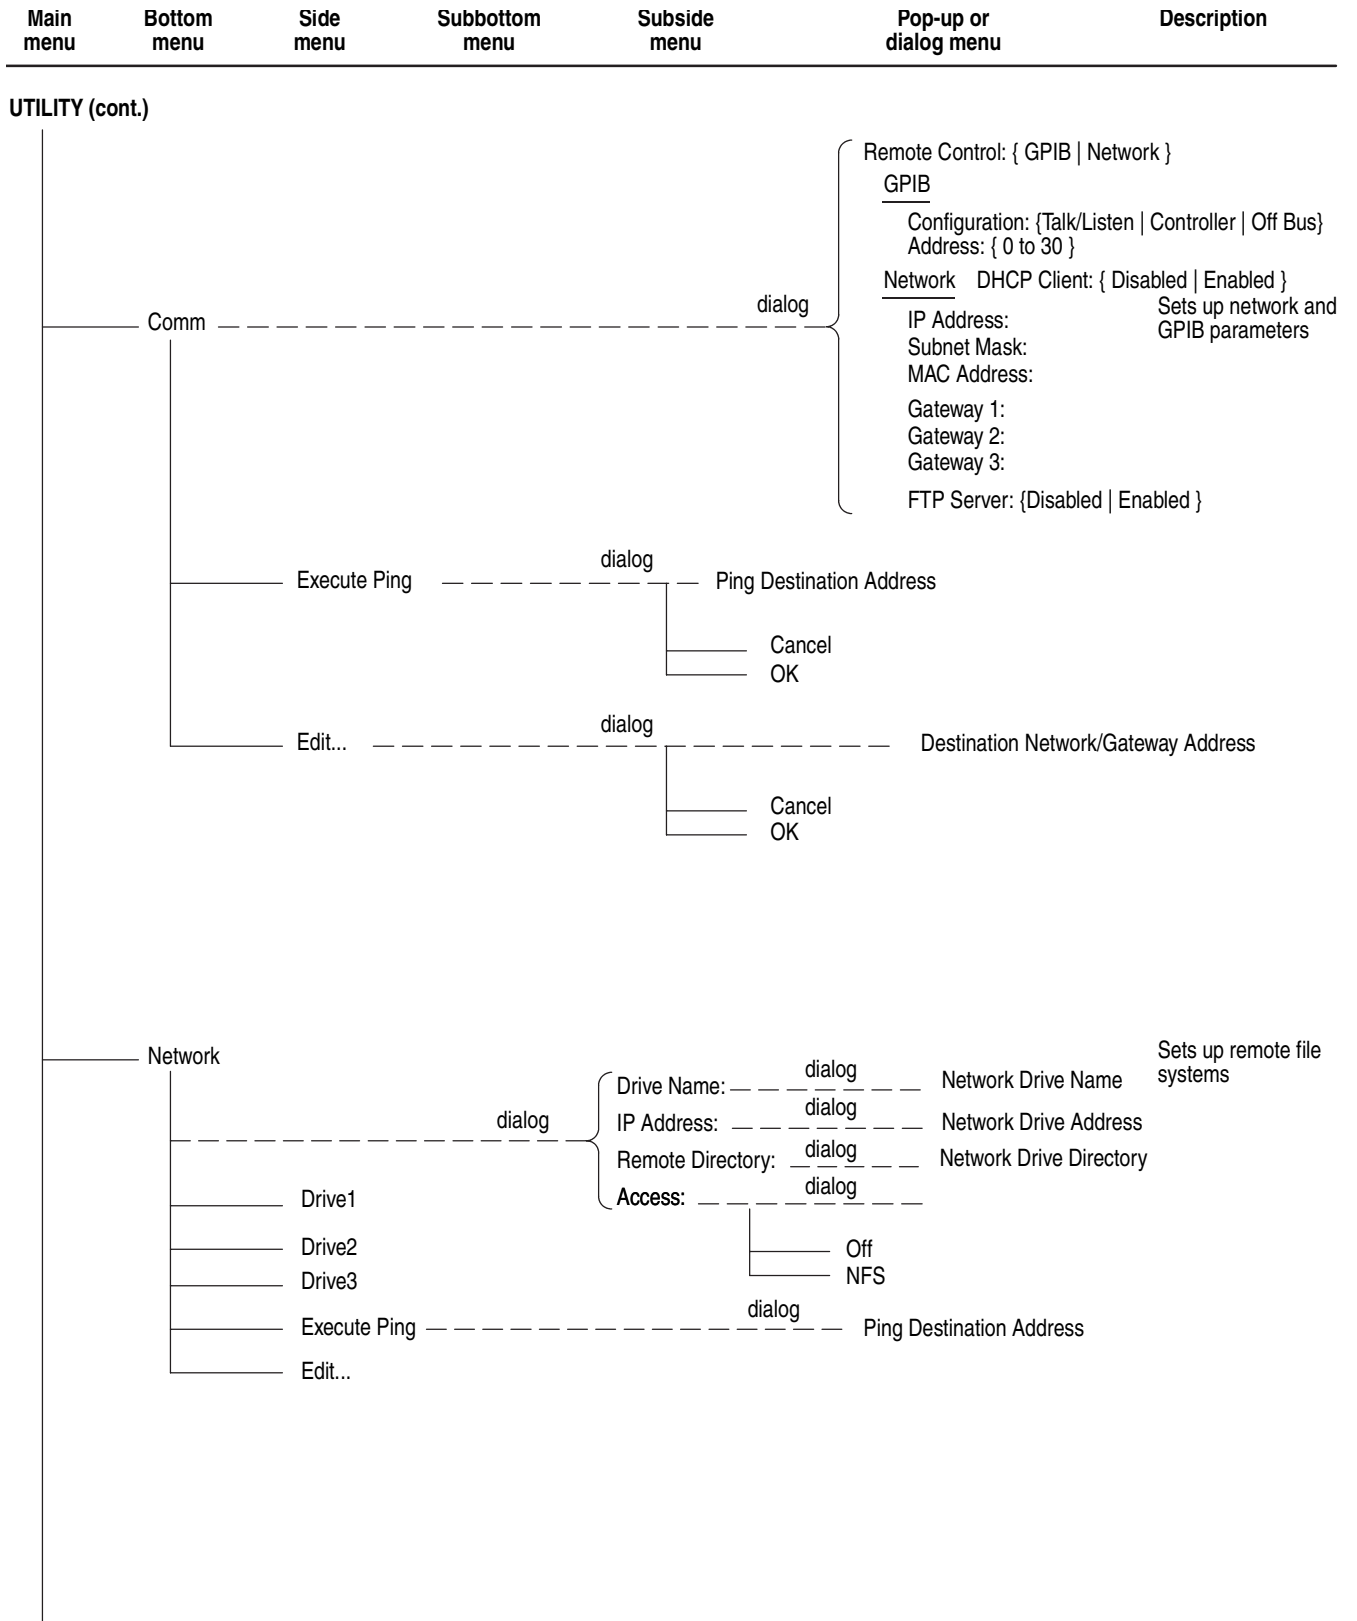 Main menu
Bottom menu
Side menu
Subbottom menu
Subside menu
Pop-up or dialog menu
Description
UTILITY (cont.)
Remote Control: { GPIB | Network }
GPIB
Configuration: {Talk/Listen | Controller | Off Bus}
Address: { 0 to 30 }
Network DHCP Client: { Disabled | Enabled }
Comm
dialog
IP Address:
Subnet Mask:
MAC Address:
Gateway 1:
Gateway 2:
Gateway 3:
FTP Server: {Disabled | Enabled }
Sets up network and
GPIB parameters
Execute Ping
dialog
Ping Destination Address
Cancel
OK
Edit...
dialog
Destination Network/Gateway Address
Cancel
OK
Network
Sets up remote file
systems
dialog
Drive Name:
dialog
Network Drive Name
IP Address:
dialog
Network Drive Address
Remote Directory:
dialog
Network Drive Directory
Access:
dialog
Off
NFS
Drive1
Drive2
Drive3
Execute Ping
dialog
Ping Destination Address
Edit...